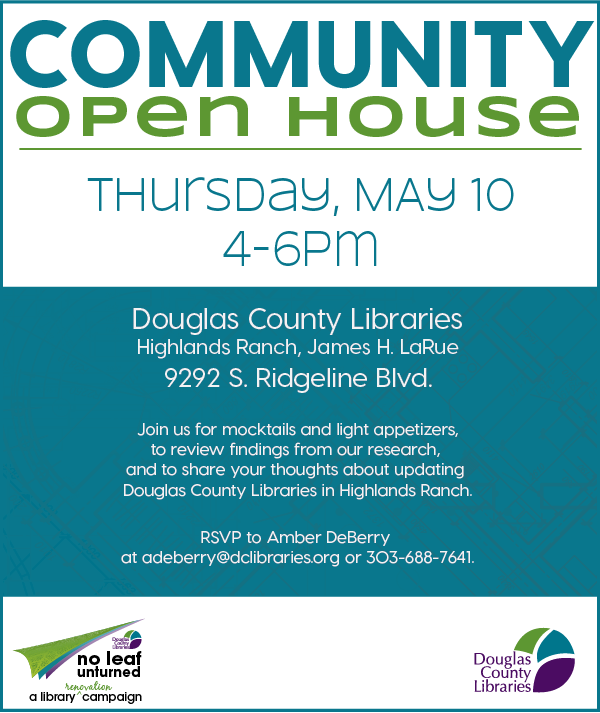 COMMUNITY
OPen House
Thursday, May 10
4-6pm
Douglas County Libraries
Highlands Ranch, James H. LaRue
9292 S. Ridgeline Blvd.
Join us for mocktails and light appetizers,
to review findings from our research,
and to share your thoughts about updating
Douglas County Libraries in Highlands Ranch.
RSVP to Amber DeBerry
at adeberry@dclibraries.org or 303-688-7641.
Douglas
County
Libraries
no leaf
unturned
renovation
a library ^ campaign
Douglas
County
Libraries